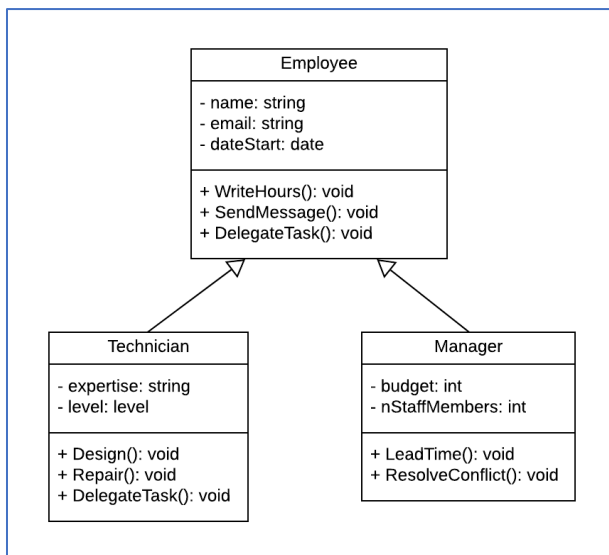 Employee
- name: string
- email: string
- dateStart: date
+ WriteHours(): void
+ SendMessage(): void
+ DelegateTask(): void
Technician
- expertise: string
- level: level
+ Design(): void
+ Repair(): void
+ DelegateTask(): void
Manager
- budget: int
- nStaffMembers: int
+ LeadTime(): void
+ ResolveConflict(): void